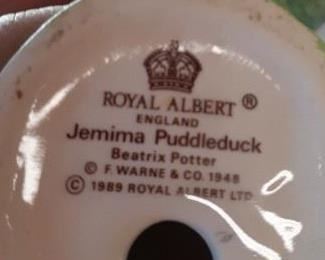 ROYAL ALBERT ®
ENGLAND
Jemima Puddleduck
Beatrix Potter
© F. WARNE & CO. 1948
© 1989 ROYAL ALBERT LTD